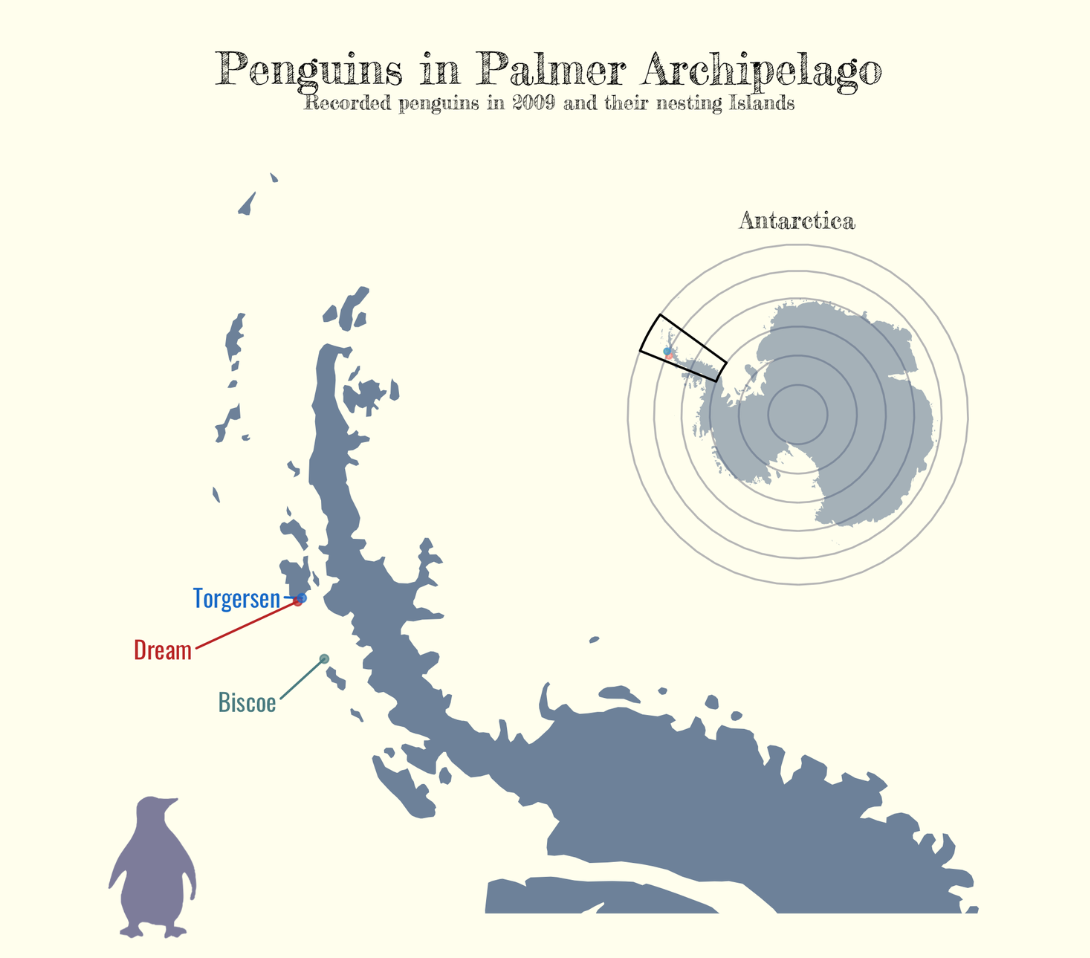 Penguins in Palmer Archipelago
Recorded penguins in 2009 and their nesting Islands
Antarctica
Torgersen
Dream
Biscoe